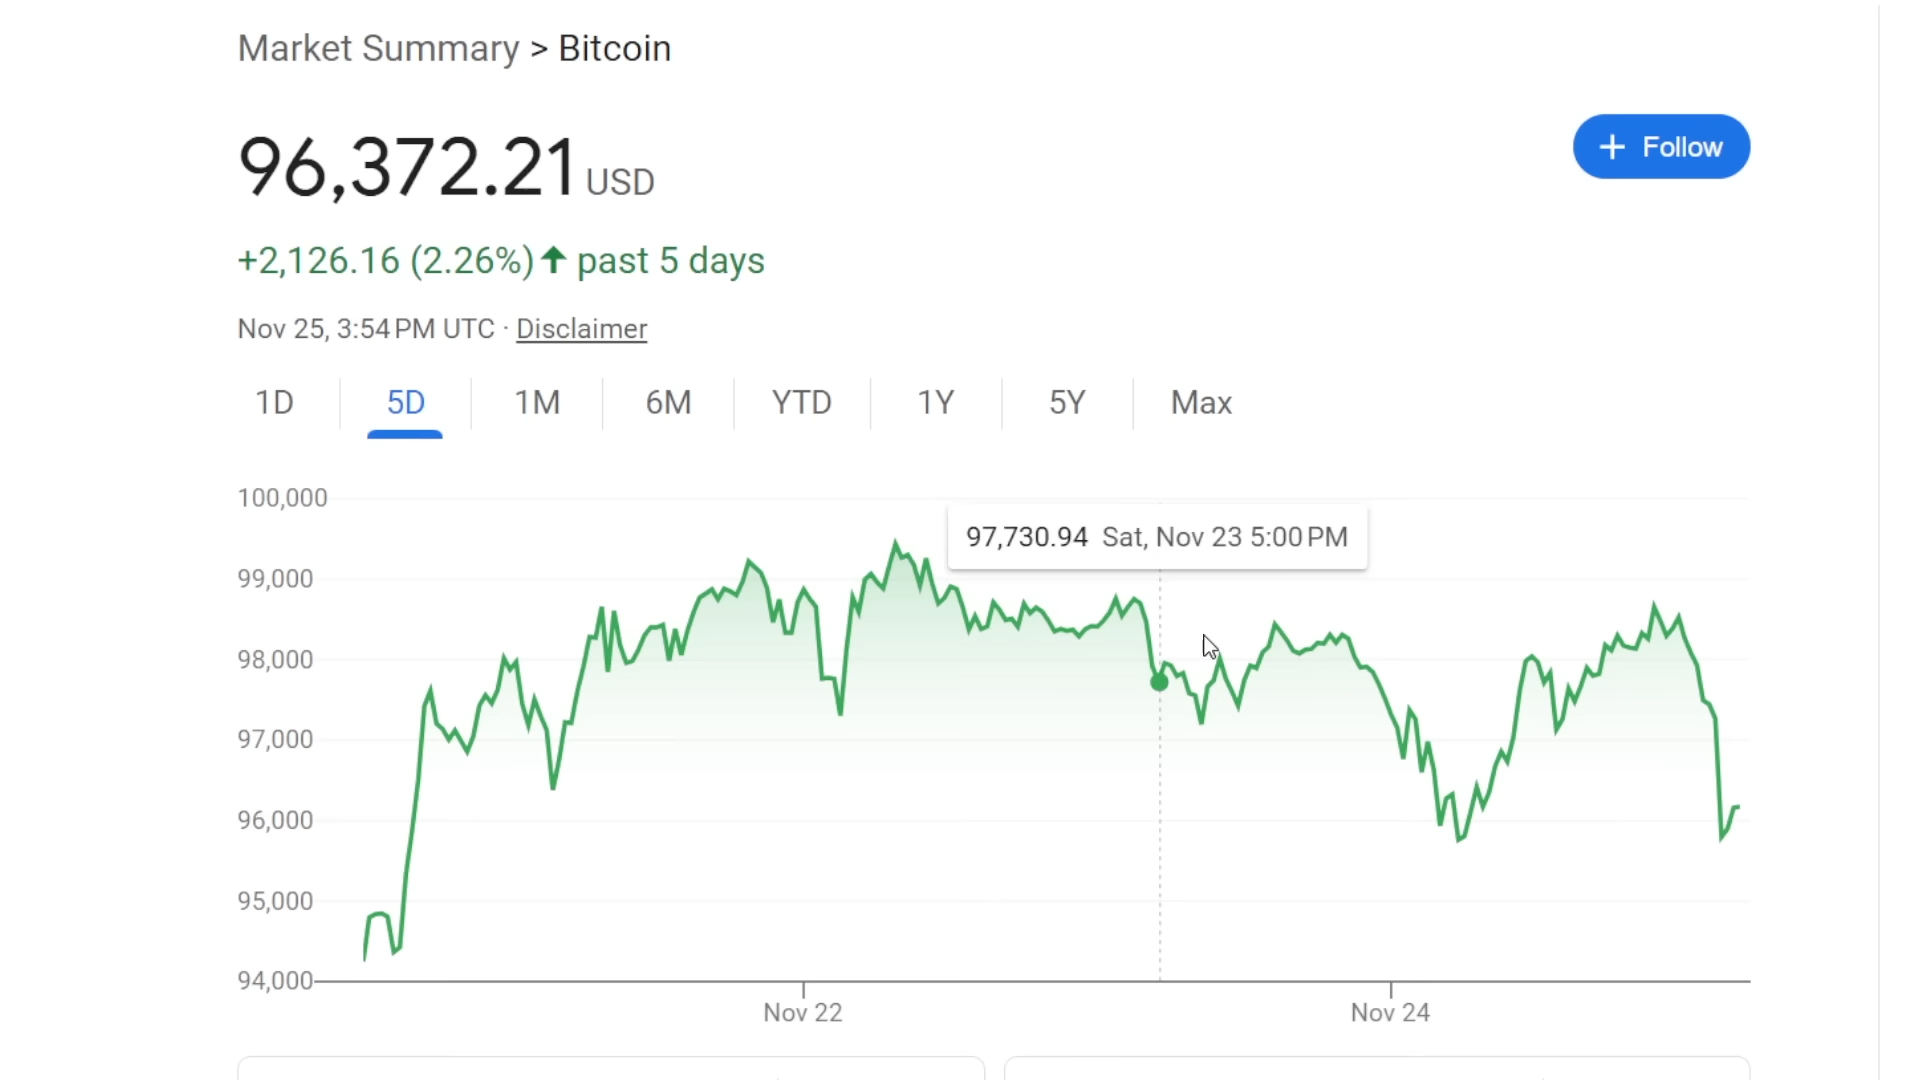 Market Summary > Bitcoin
96,372.21 USD
+ Follow
+2,126.16 (2.26%) ↑ past 5 days
Nov 25, 3:54 PM UTC · Disclaimer
1D 5D 1M 6M YTD 1Y 5Y Max
100,000
97,730.94 Sat, Nov 23 5:00 PM
99,000
98,000
97,000
96,000
95,000
94,000
Nov 22 Nov 24